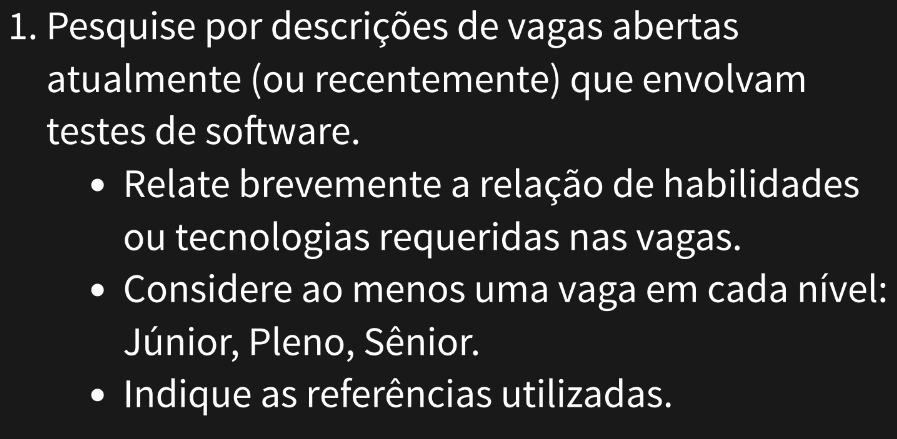 1. Pesquise por descrições de vagas abertas
atualmente (ou recentemente) que envolvam
testes de software.
• Relate brevemente a relação de habilidades
ou tecnologias requeridas nas vagas.
• Considere ao menos uma vaga em cada nível:
Júnior, Pleno, Sênior.
• Indique as referências utilizadas.